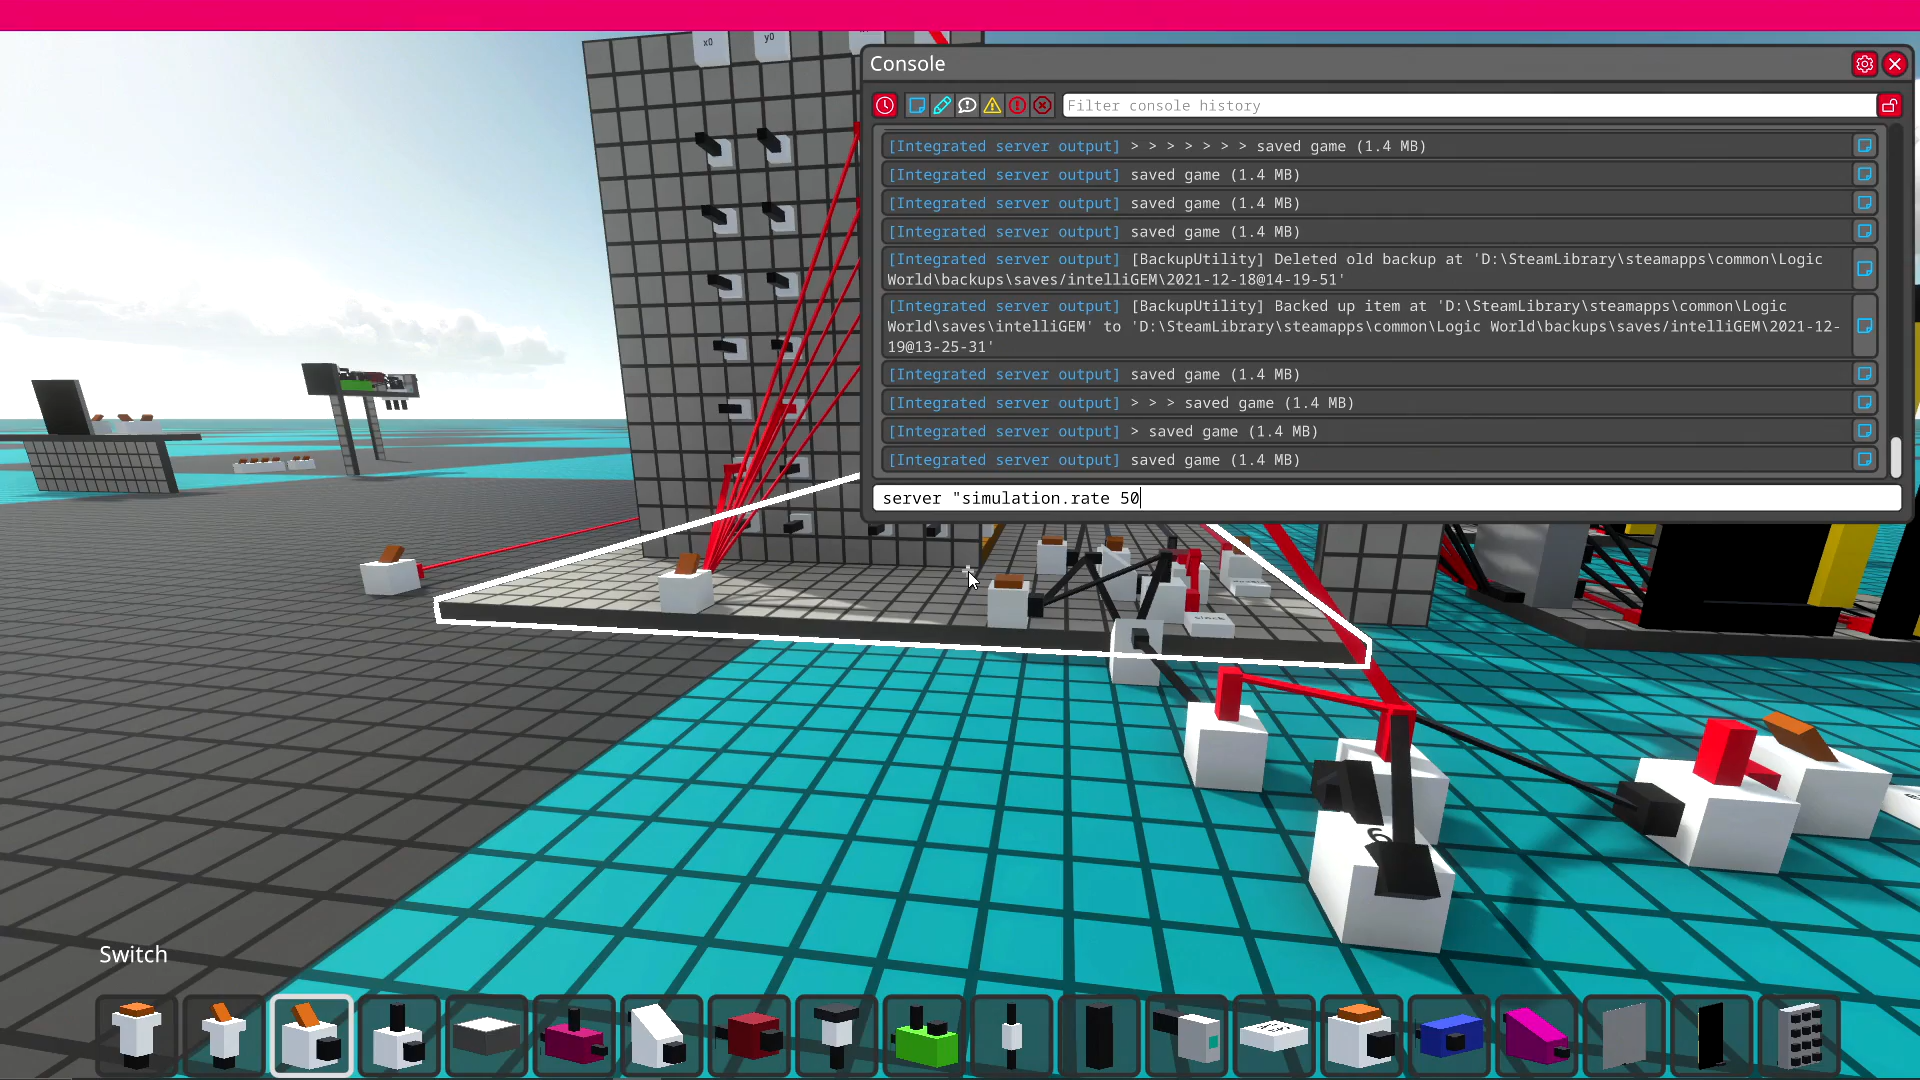 x0
y0
Console
Filter console history
[Integrated server output] > > > > > > > saved game (1.4 MB)
[Integrated server output] saved game (1.4 MB)
[Integrated server output] saved game (1.4 MB)
[Integrated server output] saved game (1.4 MB)
[Integrated server output] [BackupUtility] Deleted old backup at 'D:\SteamLibrary\steamapps\common\Logic
World\backups\saves/intelliGEM\2021-12-18@14-19-51'
[Integrated server output] [BackupUtility] Backed up item at 'D:\SteamLibrary\steamapps\common\Logic
World\saves\intelliGEM' to 'D:\SteamLibrary\steamapps\common\Logic World\backups\saves/intelliGEM\2021-12-
19@13-25-31'
[Integrated server output] saved game (1.4 MB)
[Integrated server output] > > > saved game (1.4 MB)
[Integrated server output] > saved game (1.4 MB)
[Integrated server output] saved game (1.4 MB)
server "simulation.rate 50
Switch